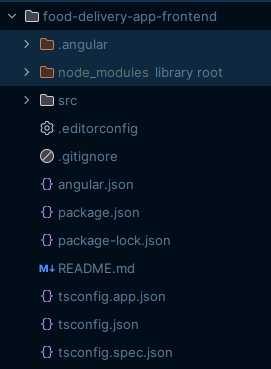 food-delivery-app-frontend
.angular
node_modules library root
src
.editorconfig
.gitignore
{} angular.json
{} package.json
{} package-lock.json
M↓ README.md
{} tsconfig.app.json
{} tsconfig.json
{} tsconfig.spec.json